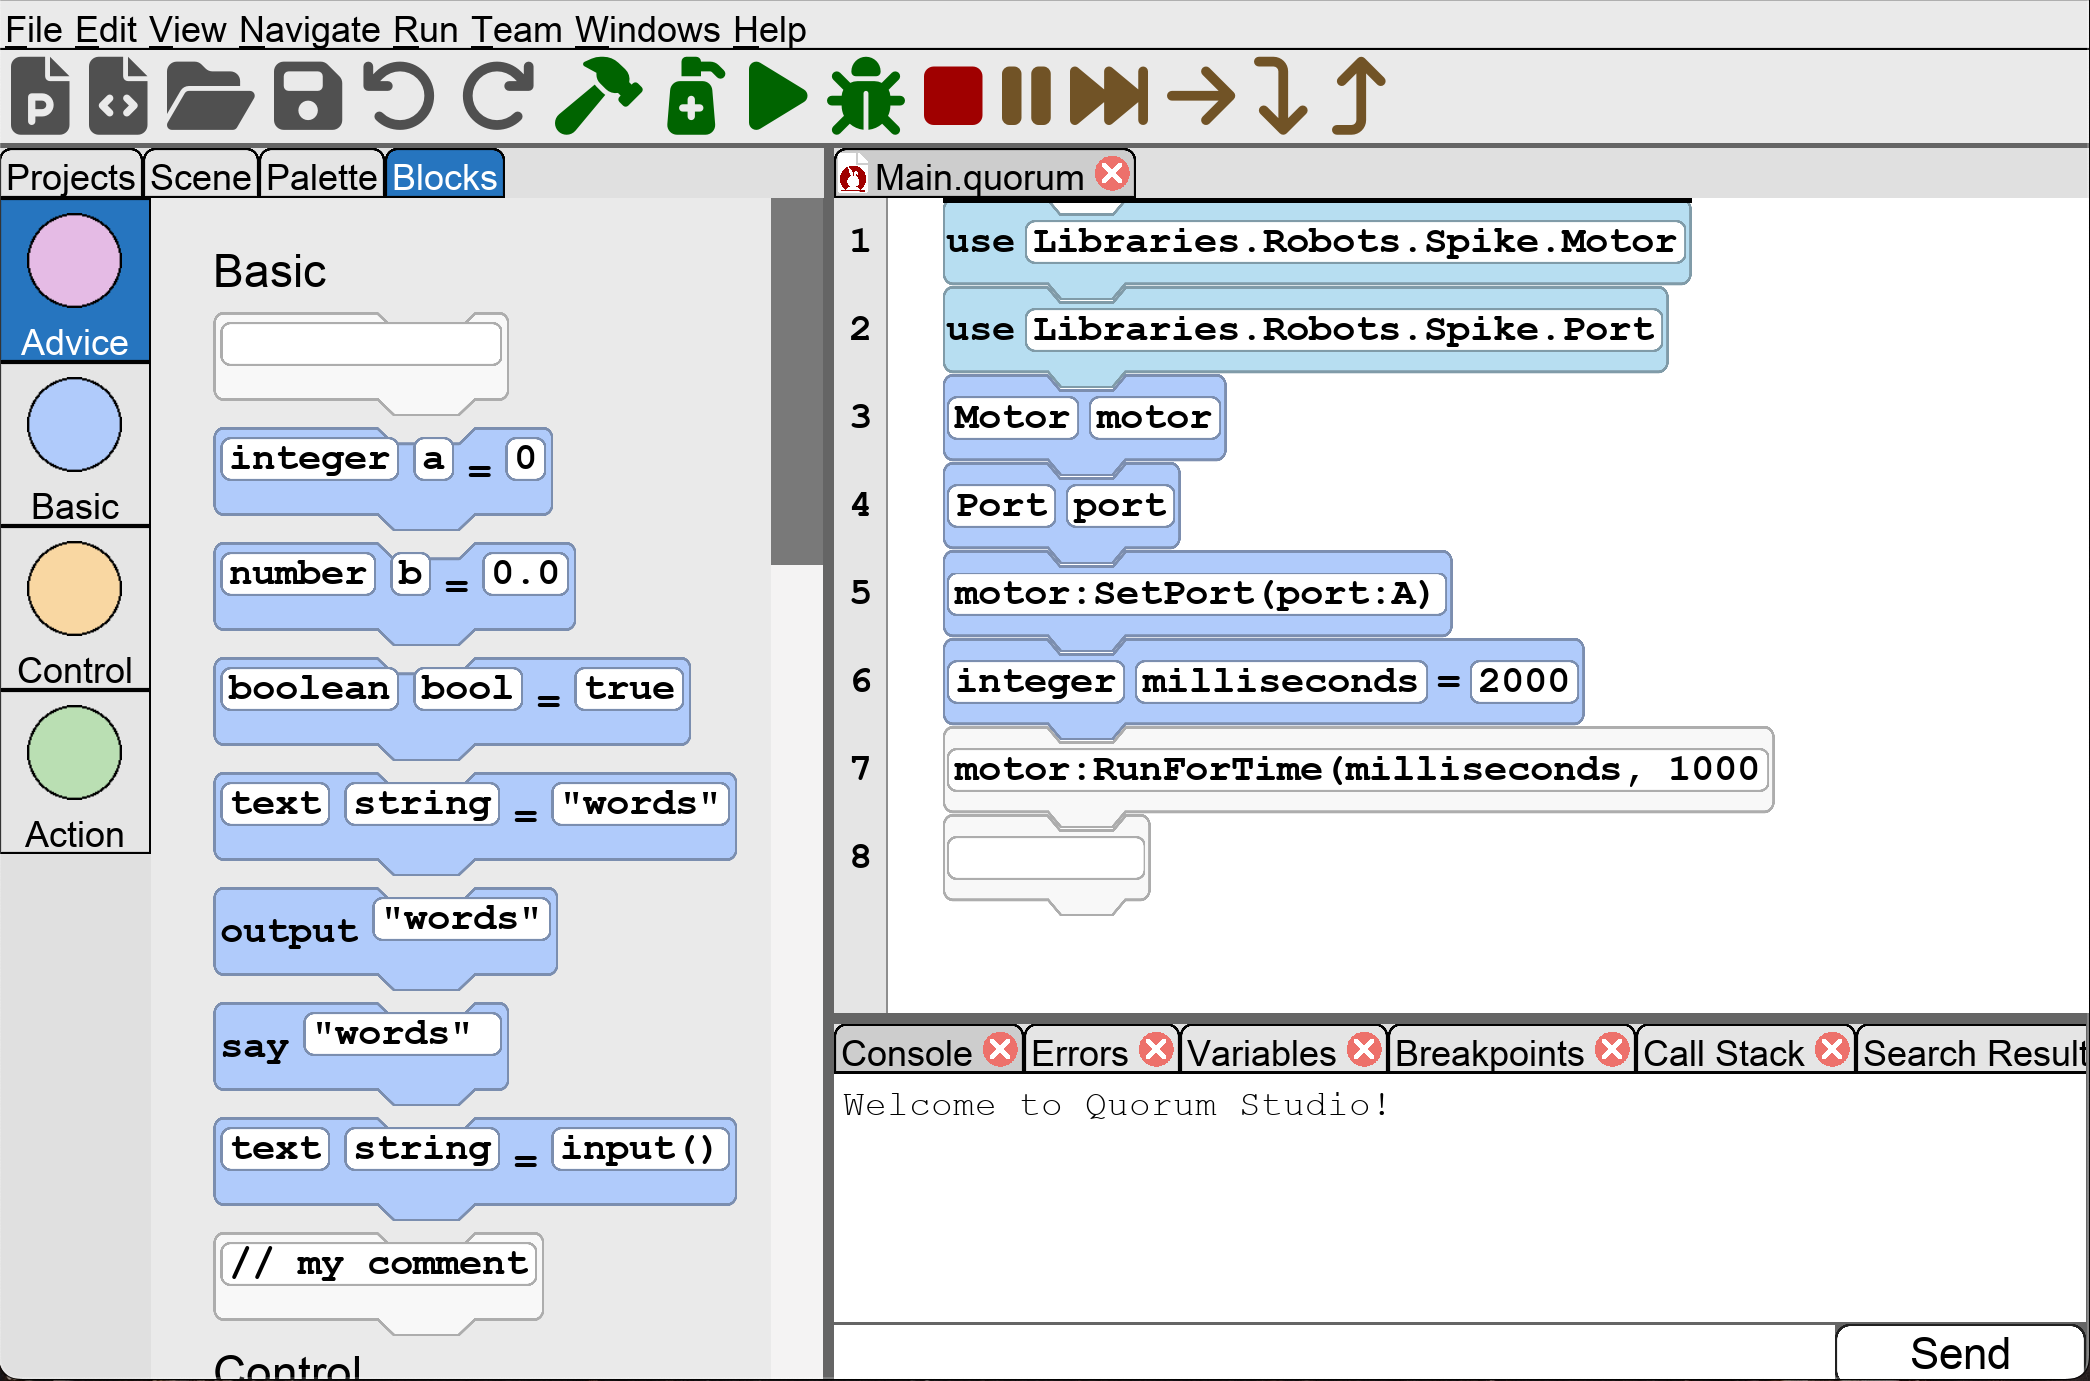 File Edit View Navigate Run Team Windows Help
Projects Scene Palette Blocks
Advice
Basic
Control
Action
Basic
integer a = 0
number b = 0.0
boolean bool = true
text string = "words"
output "words"
say "words"
text string = input()
// my comment
Control
Main.quorum
1 use Libraries.Robots.Spike.Motor
2 use Libraries.Robots.Spike.Port
3 Motor motor
4 Port port
5 motor:SetPort(port:A)
6 integer milliseconds = 2000
7 motor:RunForTime(milliseconds, 1000
8
Console Errors Variables Breakpoints Call Stack Search Result
Welcome to Quorum Studio!
Send